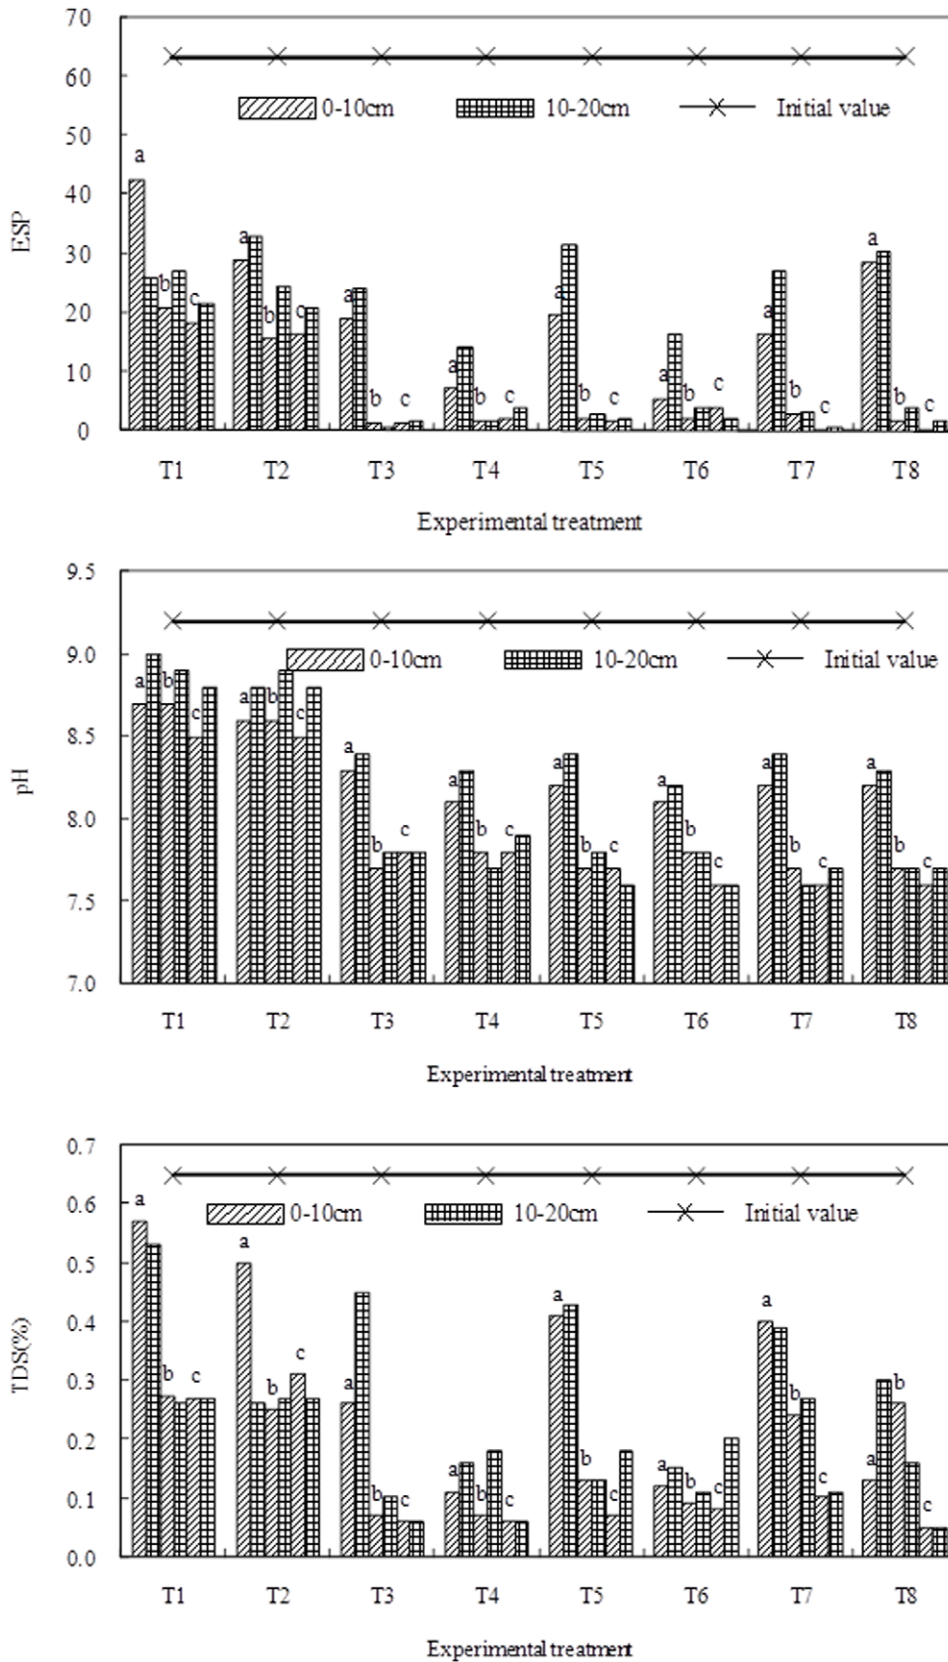 70
60
0-10cm 10-20cm Initial value
50
a
40
ESP
30
a a a a a
20
b c b c a
10
a b c b c b c b c b c b c
0
T1 T2 T3 T4 T5 T6 T7 T8
Experimental treatment
9.5
9.0
0-10cm 10-20cm Initial value
a b c a b c
8.5
pH
a a a a a a
8.0
b c b c b c b c b c b c
7.5
7.0
T1 T2 T3 T4 T5 T6 T7 T8
Experimental treatment
0.7
0.6
a
0-10cm 10-20cm Initial value
0.5
a
0.4
a a
TDS(%)
0.3
b c b c a b
0.2
b
0.1
b c a b c b c a b c c a c
0.0
T1 T2 T3 T4 T5 T6 T7 T8
Experimental treatment